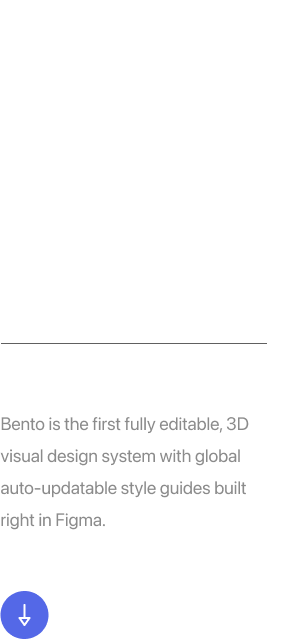 Bento is the first fully editable, 3D
visual design system with global
auto-updatable style guides built
right in Figma.